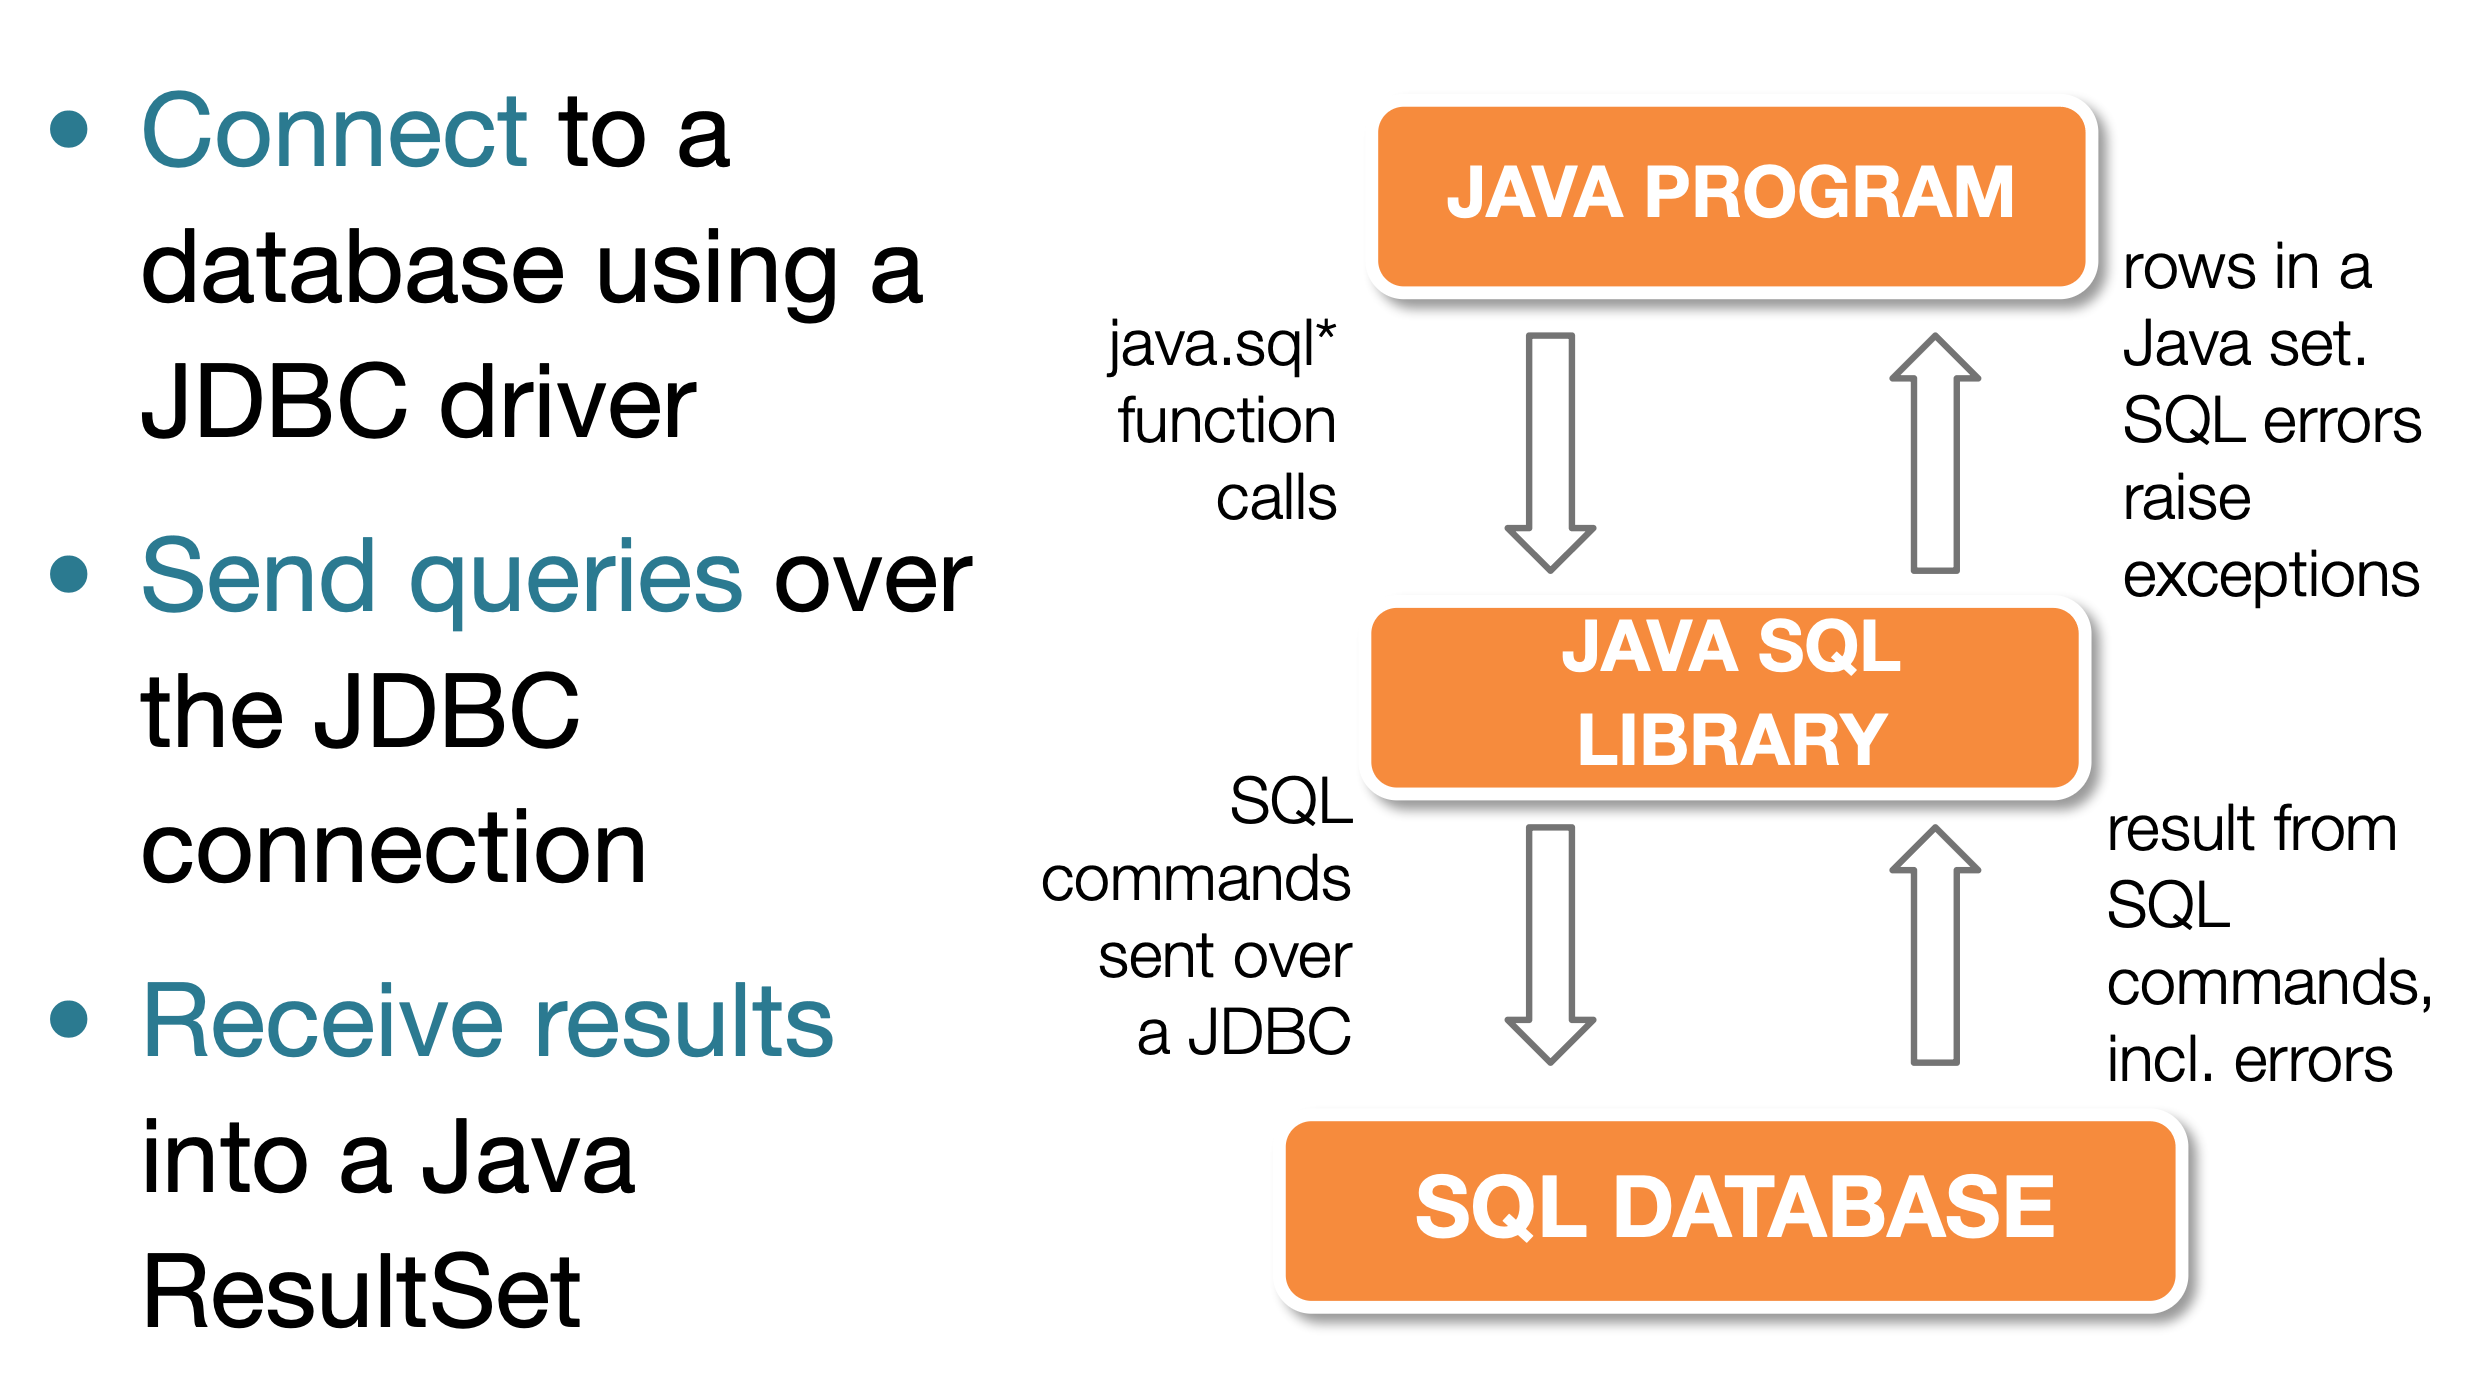 • Connect to a
database using a
JDBC driver
• Send queries over
the JDBC
connection
• Receive results
into a Java
ResultSet
JAVA PROGRAM
java.sql*
function
calls
rows in a
Java set.
SQL errors
raise
exceptions
JAVA SQL
LIBRARY
SQL
commands
sent over
a JDBC
result from
SQL
commands,
incl. errors
SQL DATABASE